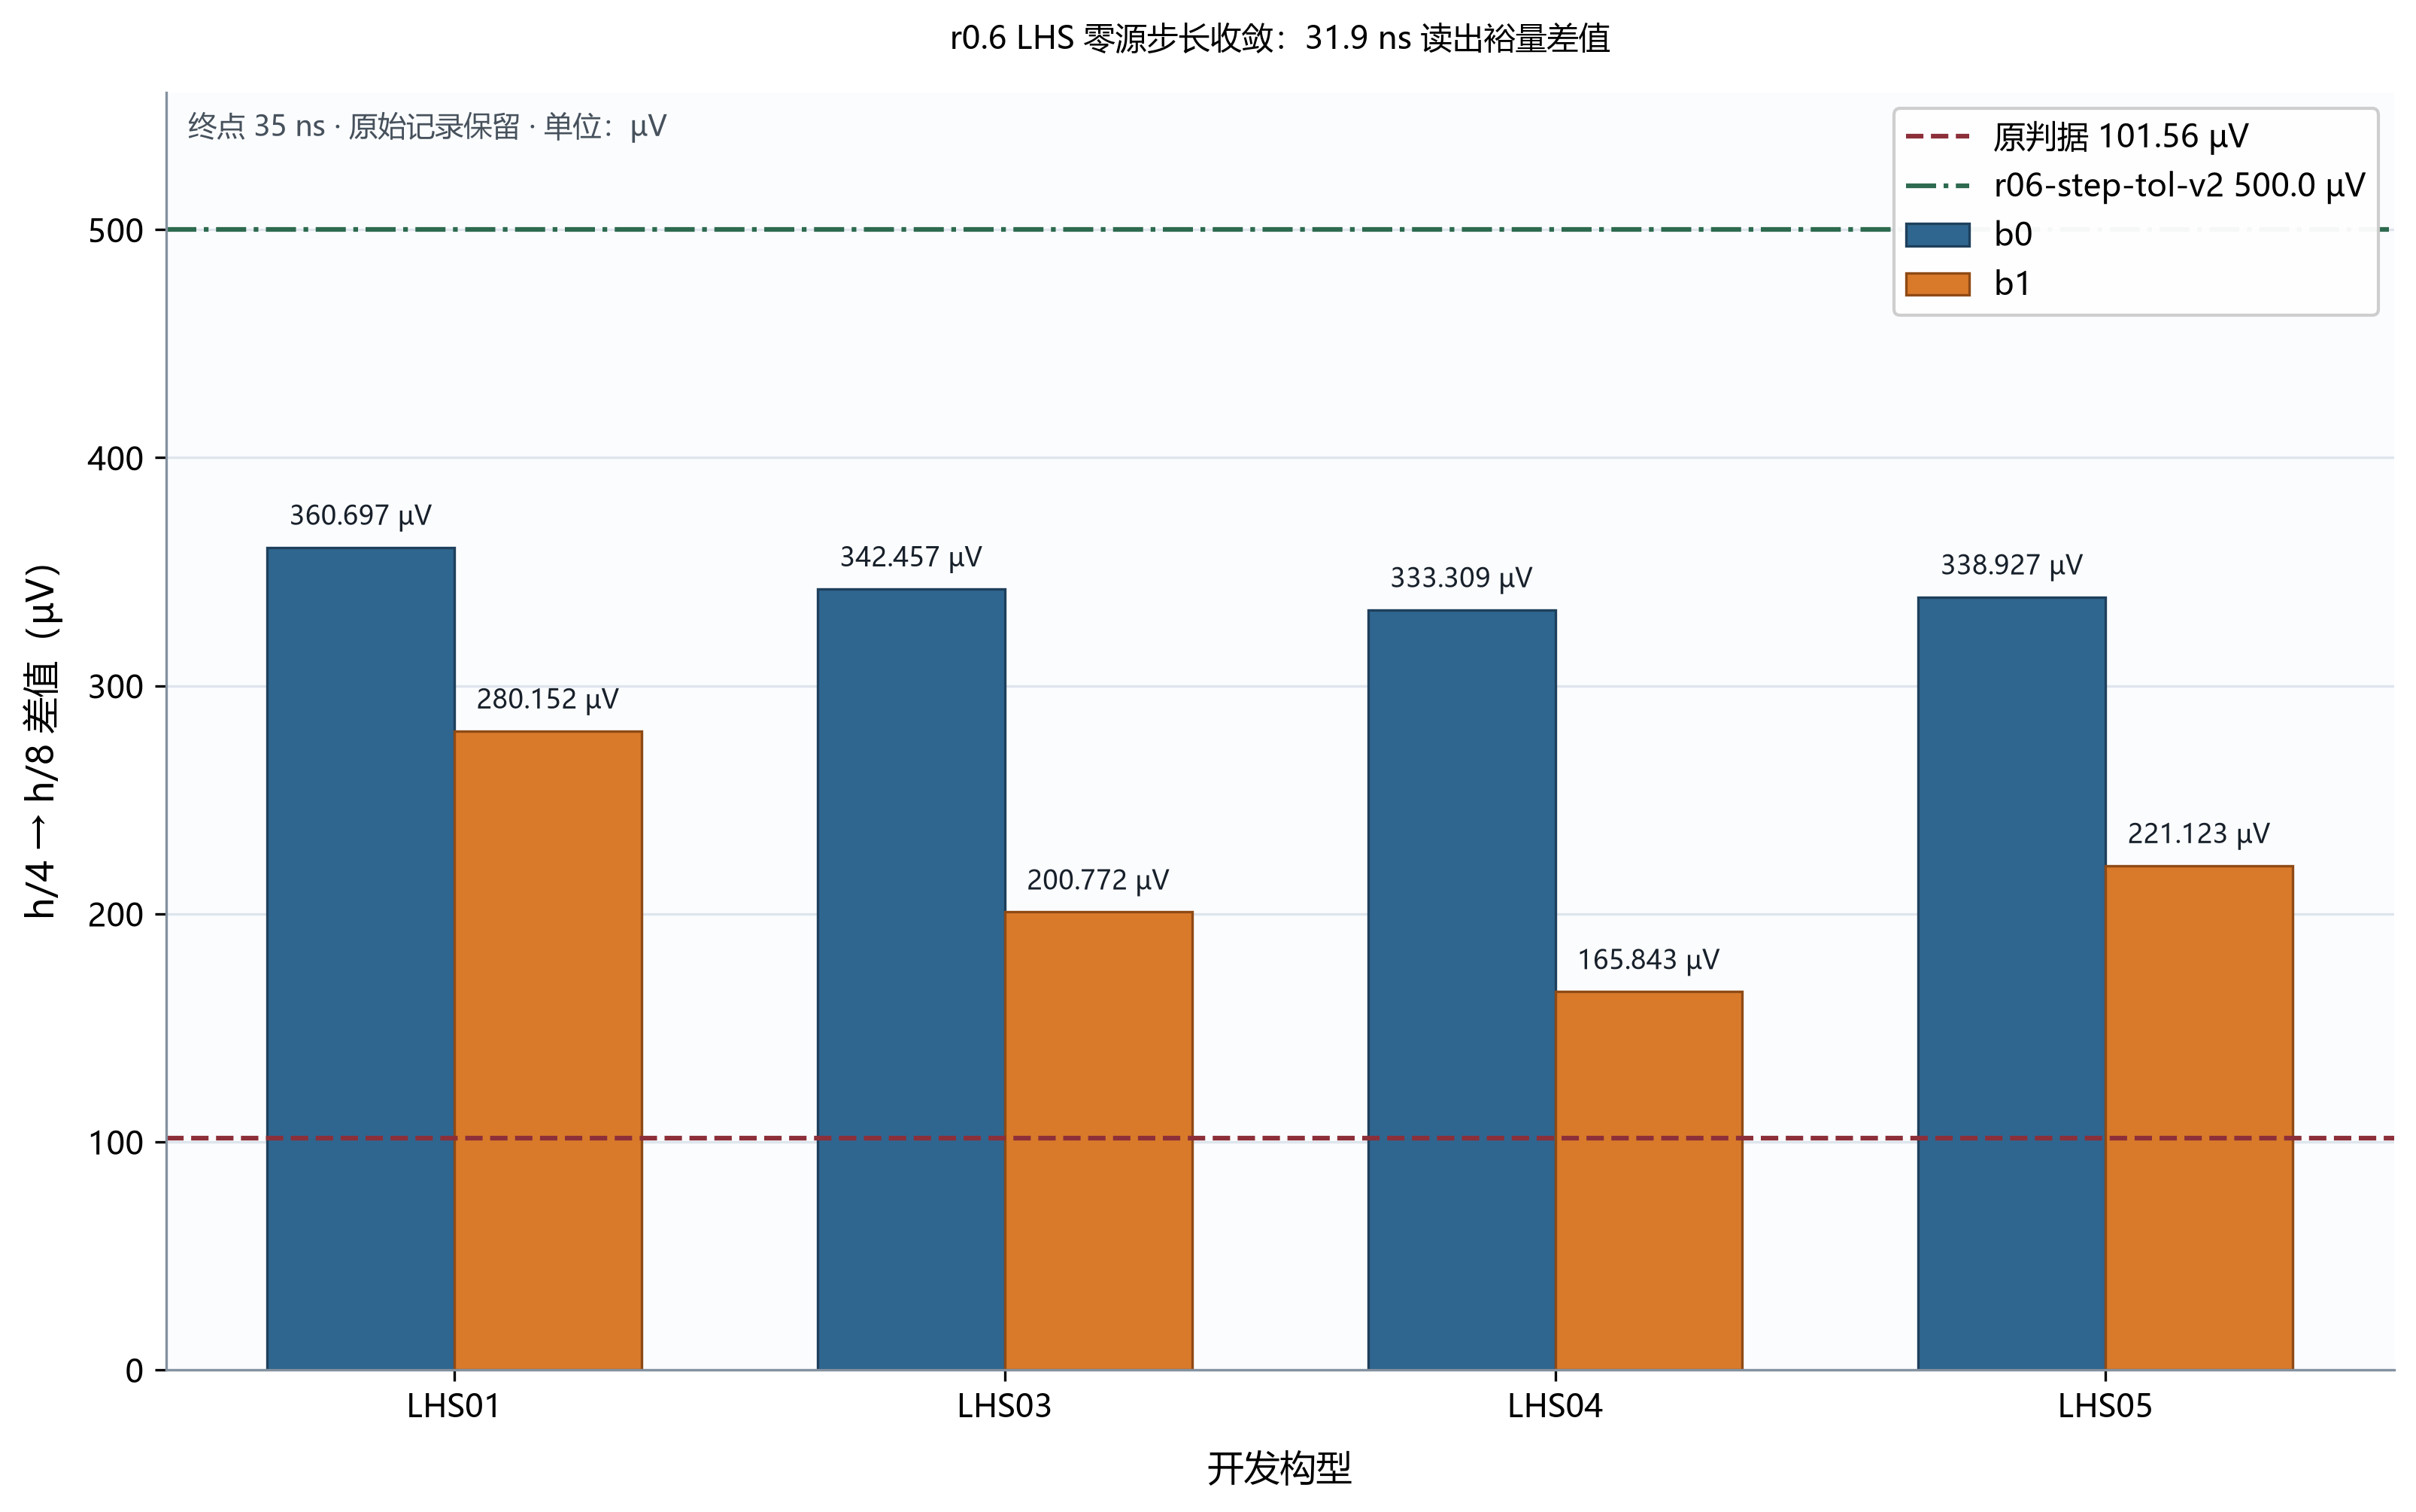 r0.6 LHS 零源步长收敛：31.9 ns 读出裕量差值
终点 35 ns · 原始记录保留 · 单位：μV
原判据 101.56 μV
r06-step-tol-v2 500.0 μV
b0
b1
h/4 → h/8 差值（μV）
500
400
300
200
100
0
360.697 μV
280.152 μV
342.457 μV
200.772 μV
333.309 μV
165.843 μV
338.927 μV
221.123 μV
LHS01
LHS03
LHS04
LHS05
开发构型